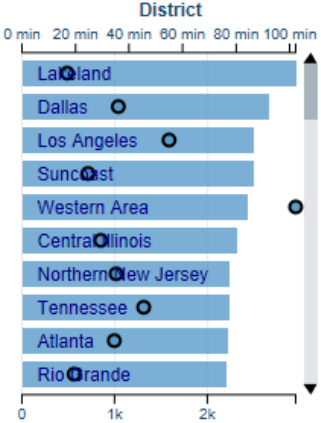 District
0 min 20 min 40 min 60 min 80 min 100 min
Lakeland
Dallas
Los Angeles
Suncoast
Western Area
Central Illinois
Northern New Jersey
Tennessee
Atlanta
Rio Grande
0 1k 2k